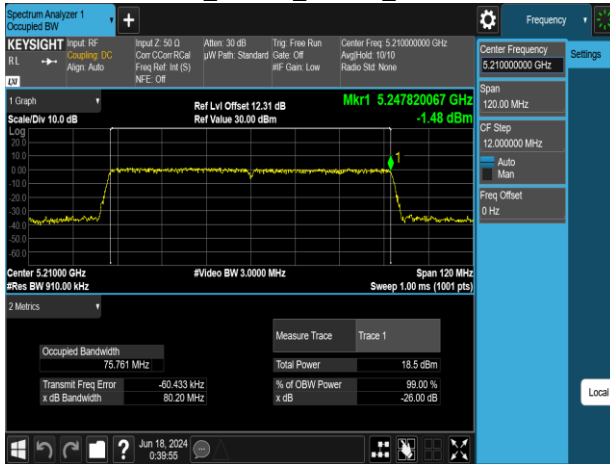 Spectrum Analyzer 1
Occupied BW
+
Frequency
KEYSIGHT
RL
LXI
Input: RF
Coupling: DC
Align: Auto
Input Z: 50 Ω
Corr CCorr RCal
Freq Ref: Int (S)
NFE: Off
Atten: 30 dB
µW Path: Standard
Trig: Free Run
Gate: Off
#IF Gain: Low
Center Freq: 5.210000000 GHz
Avg|Hold: 10/10
Radio Std: None
Center Frequency
5.210000000 GHz
Settings
Span
120.00 MHz
CF Step
12.000000 MHz
Auto
Man
Freq Offset
0 Hz
Local
1 Graph
Scale/Div 10.0 dB
Ref Lvl Offset 12.31 dB
Ref Value 30.00 dBm
Mkr1 5.247820067 GHz
-1.48 dBm
Log
20.0
10.0
0.00
-10.0
-20.0
-30.0
-40.0
-50.0
-60.0
1
Center 5.21000 GHz
#Res BW 910.00 kHz
#Video BW 3.0000 MHz
Span 120 MHz
Sweep 1.00 ms (1001 pts)
2 Metrics
Measure Trace Trace 1
Occupied Bandwidth
75.761 MHz
Total Power 18.5 dBm
Transmit Freq Error -60.433 kHz
% of OBW Power 99.00 %
x dB Bandwidth 80.20 MHz
x dB -26.00 dB
?
Jun 18, 2024
0:39:55